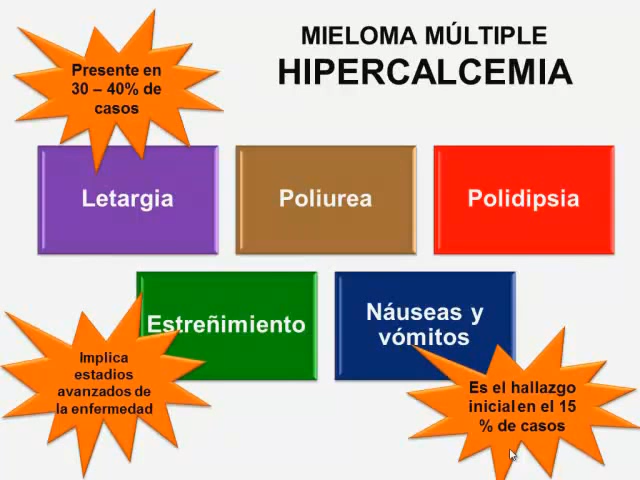 MIELOMA MÚLTIPLE
HIPERCALCEMIA
Presente en
30 – 40% de
casos
Letargia
Poliurea
Polidipsia
Estreñimiento
Náuseas y
vómitos
Implica
estadios
avanzados de
la enfermedad
Es el hallazgo
inicial en el 15
% de casos